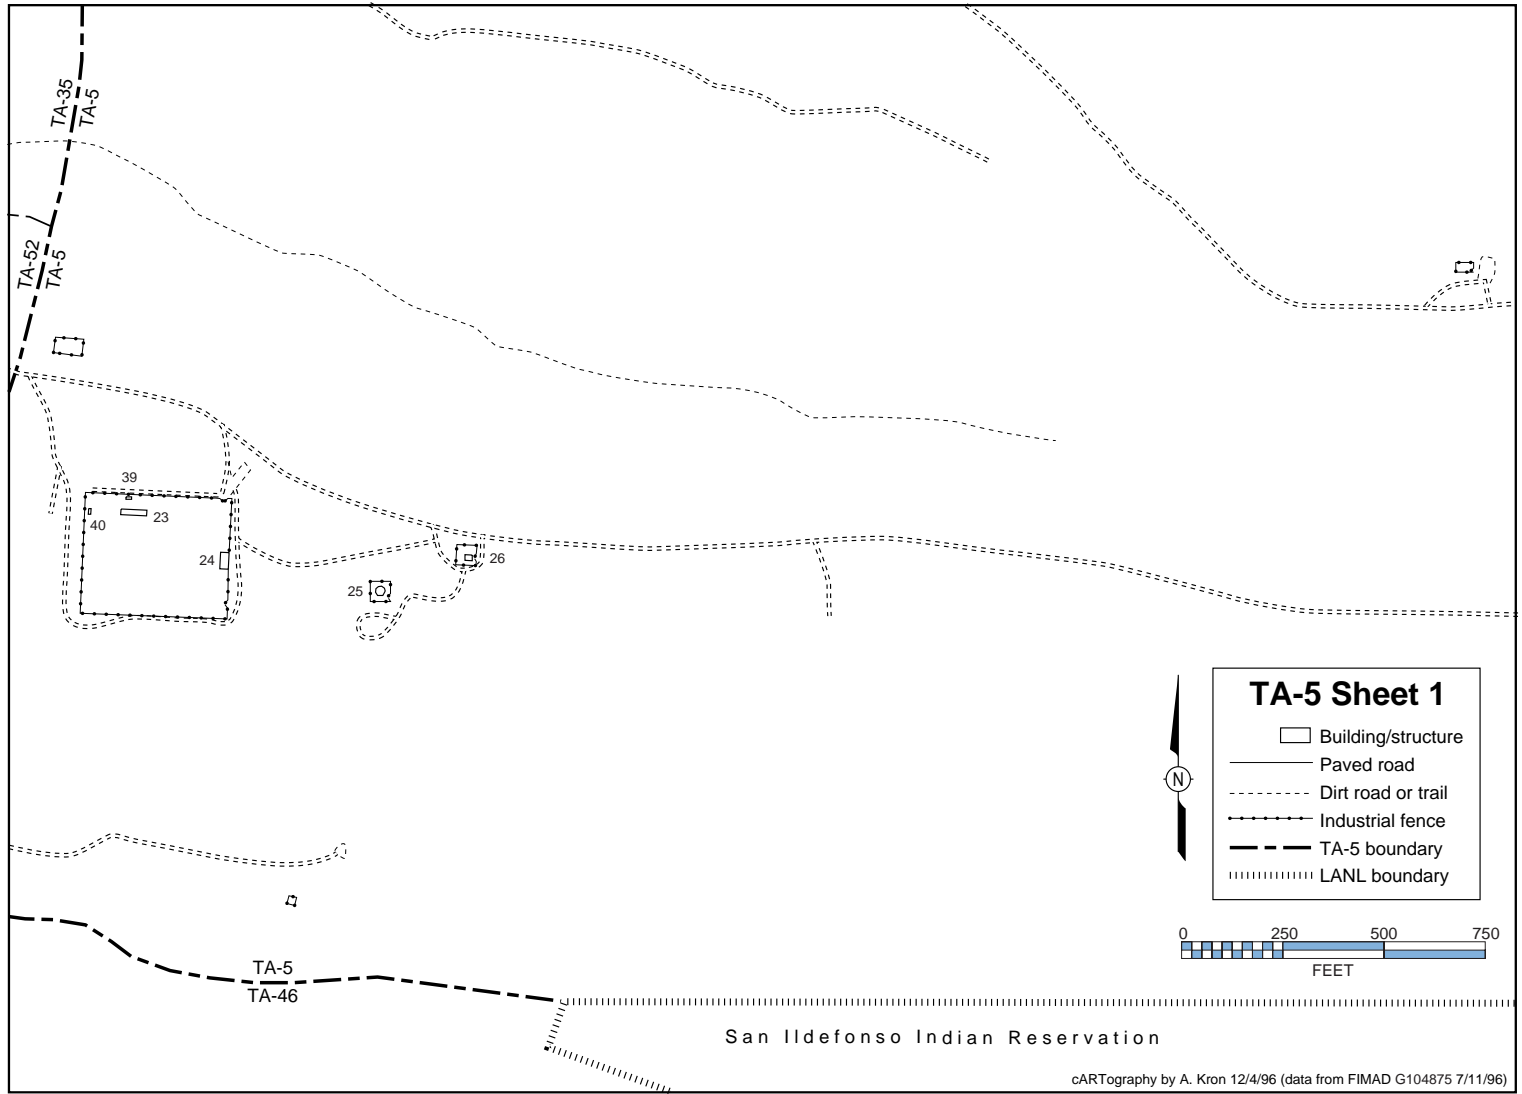 TA-35
TA-5
TA-52
TA-5
39
40
23
24
25
26
TA-5 Sheet 1
Building/structure
Paved road
Dirt road or trail
Industrial fence
TA-5 boundary
LANL boundary
N
0 250 500 750
FEET
TA-5
TA-46
San Ildefonso Indian Reservation
cARTography by A. Kron 12/4/96 (data from FIMAD G104875 7/11/96)